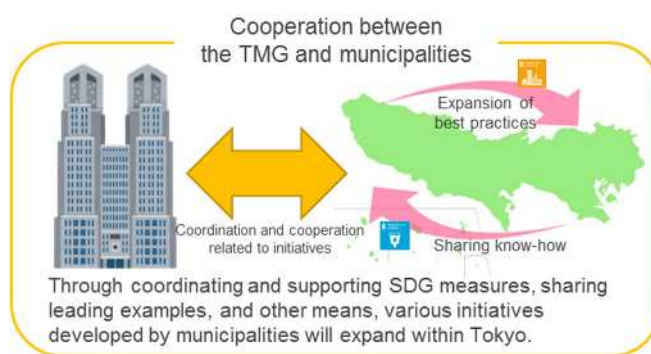 Cooperation between
the TMG and municipalities
Expansion of
best practices
Coordination and cooperation
related to initiatives
Sharing know-how
Through coordinating and supporting SDG measures, sharing
leading examples, and other means, various initiatives
developed by municipalities will expand within Tokyo.